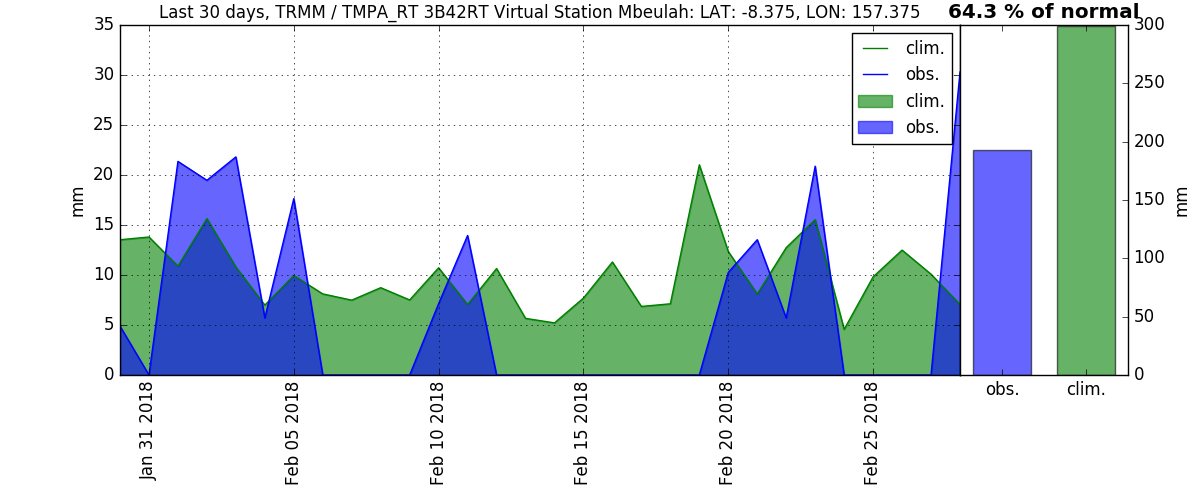 Last 30 days, TRMM / TMPA_RT 3B42RT Virtual Station Mbeulah: LAT: -8.375, LON: 157.375
64.3 % of normal
35
30
25
20
15
10
5
0
mm
clim.
obs.
clim.
obs.
Jan 31 2018
Feb 05 2018
Feb 10 2018
Feb 15 2018
Feb 20 2018
Feb 25 2018
obs.
clim.
300
250
200
150
100
50
0
mm